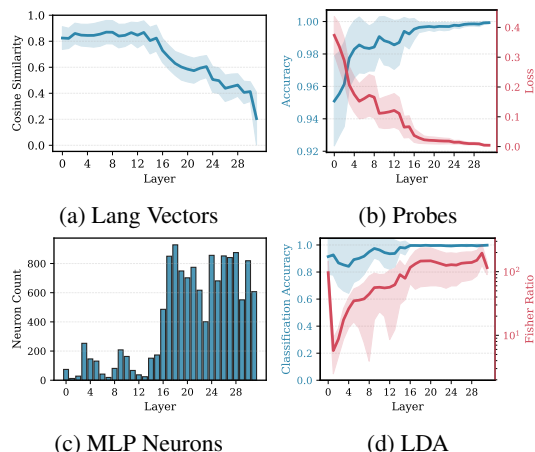 1.0
0.8
0.6
0.4
0.2
0.0
Cosine Similarity
0 4 8 12 16 20 24 28
Layer
(a) Lang Vectors
1.00
0.98
0.96
0.94
0.92
Accuracy
0.4
0.3
0.2
0.1
0.0
Loss
0 4 8 12 16 20 24 28
Layer
(b) Probes
800
600
400
200
0
Neuron Count
0 4 8 12 16 20 24 28
Layer
(c) MLP Neurons
1.0
0.8
0.6
0.4
0.2
0.0
Classification Accuracy
10²
10¹
Fisher Ratio
0 4 8 12 16 20 24 28
Layer
(d) LDA